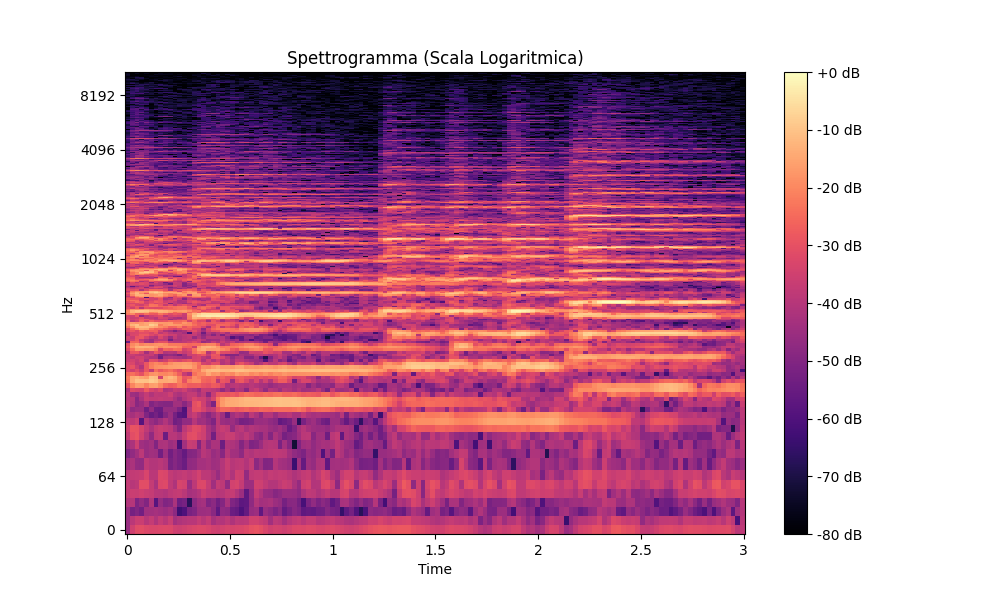 Spettrogramma (Scala Logaritmica)
Hz
8192
4096
2048
1024
512
256
128
64
0
0
0.5
1
1.5
2
2.5
3
Time
+0 dB
-10 dB
-20 dB
-30 dB
-40 dB
-50 dB
-60 dB
-70 dB
-80 dB